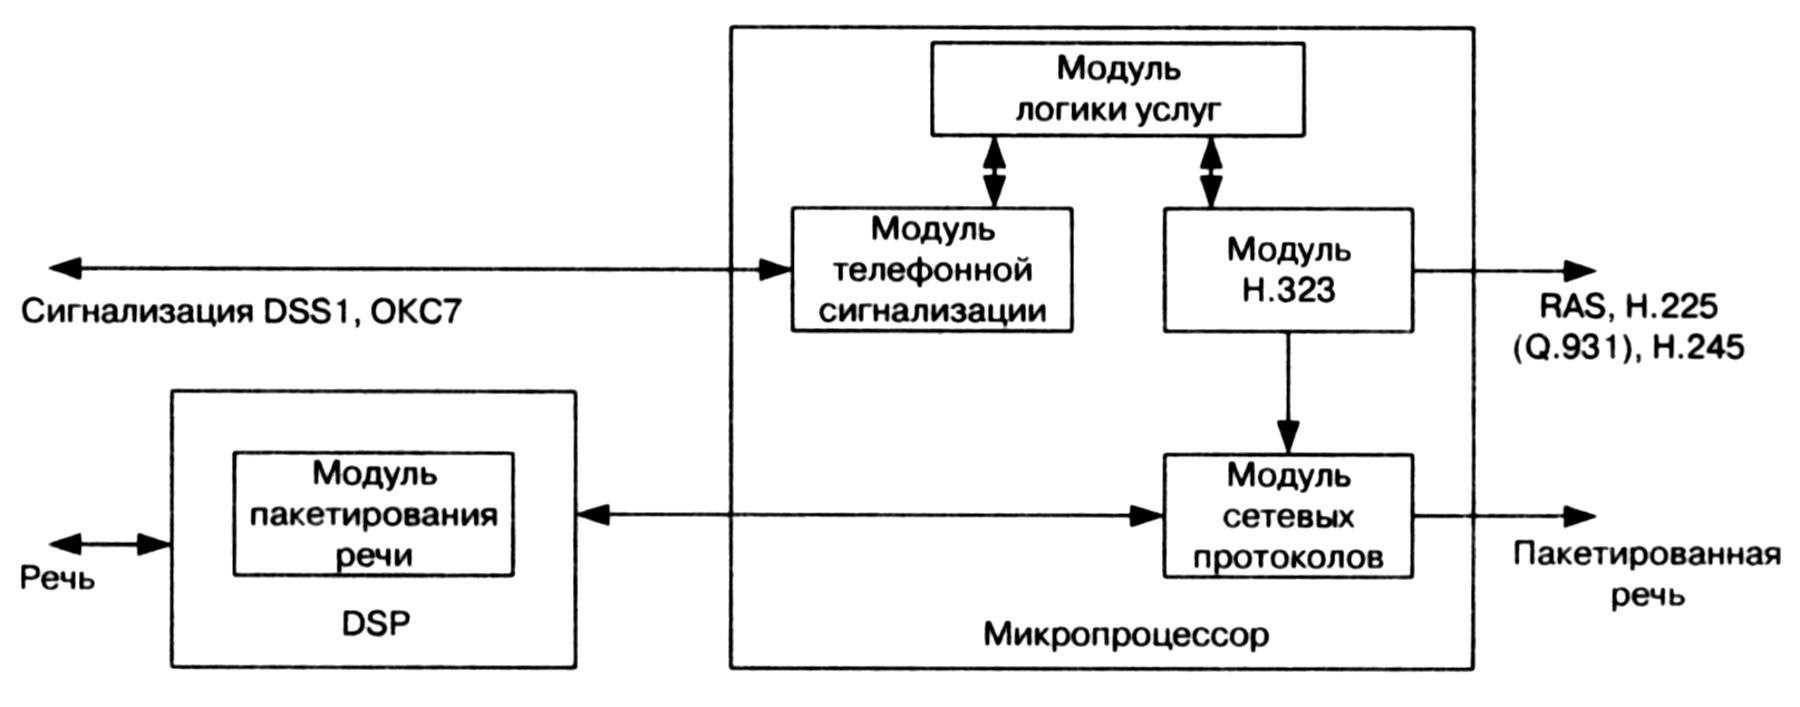 Модуль
логики услуг
Модуль
телефонной
сигнализации
Модуль
H.323
Сигнализация DSS1, ОКС7
RAS, H.225
(Q.931), H.245
Модуль
пакетирования
речи
DSP
Речь
Модуль
сетевых
протоколов
Пакетированная
речь
Микропроцессор